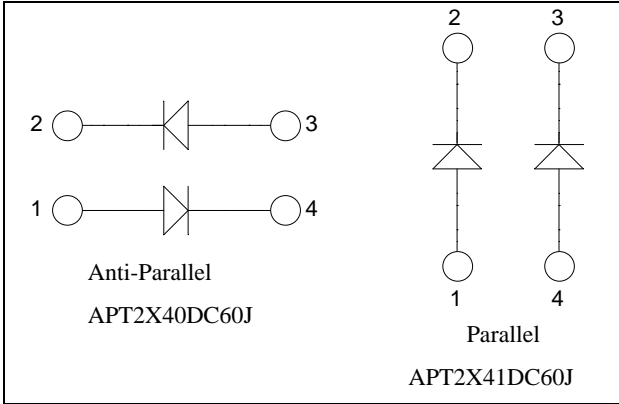 2 3
1 4
Anti-Parallel
APT2X40DC60J
2 3
1 4
Parallel
APT2X41DC60J